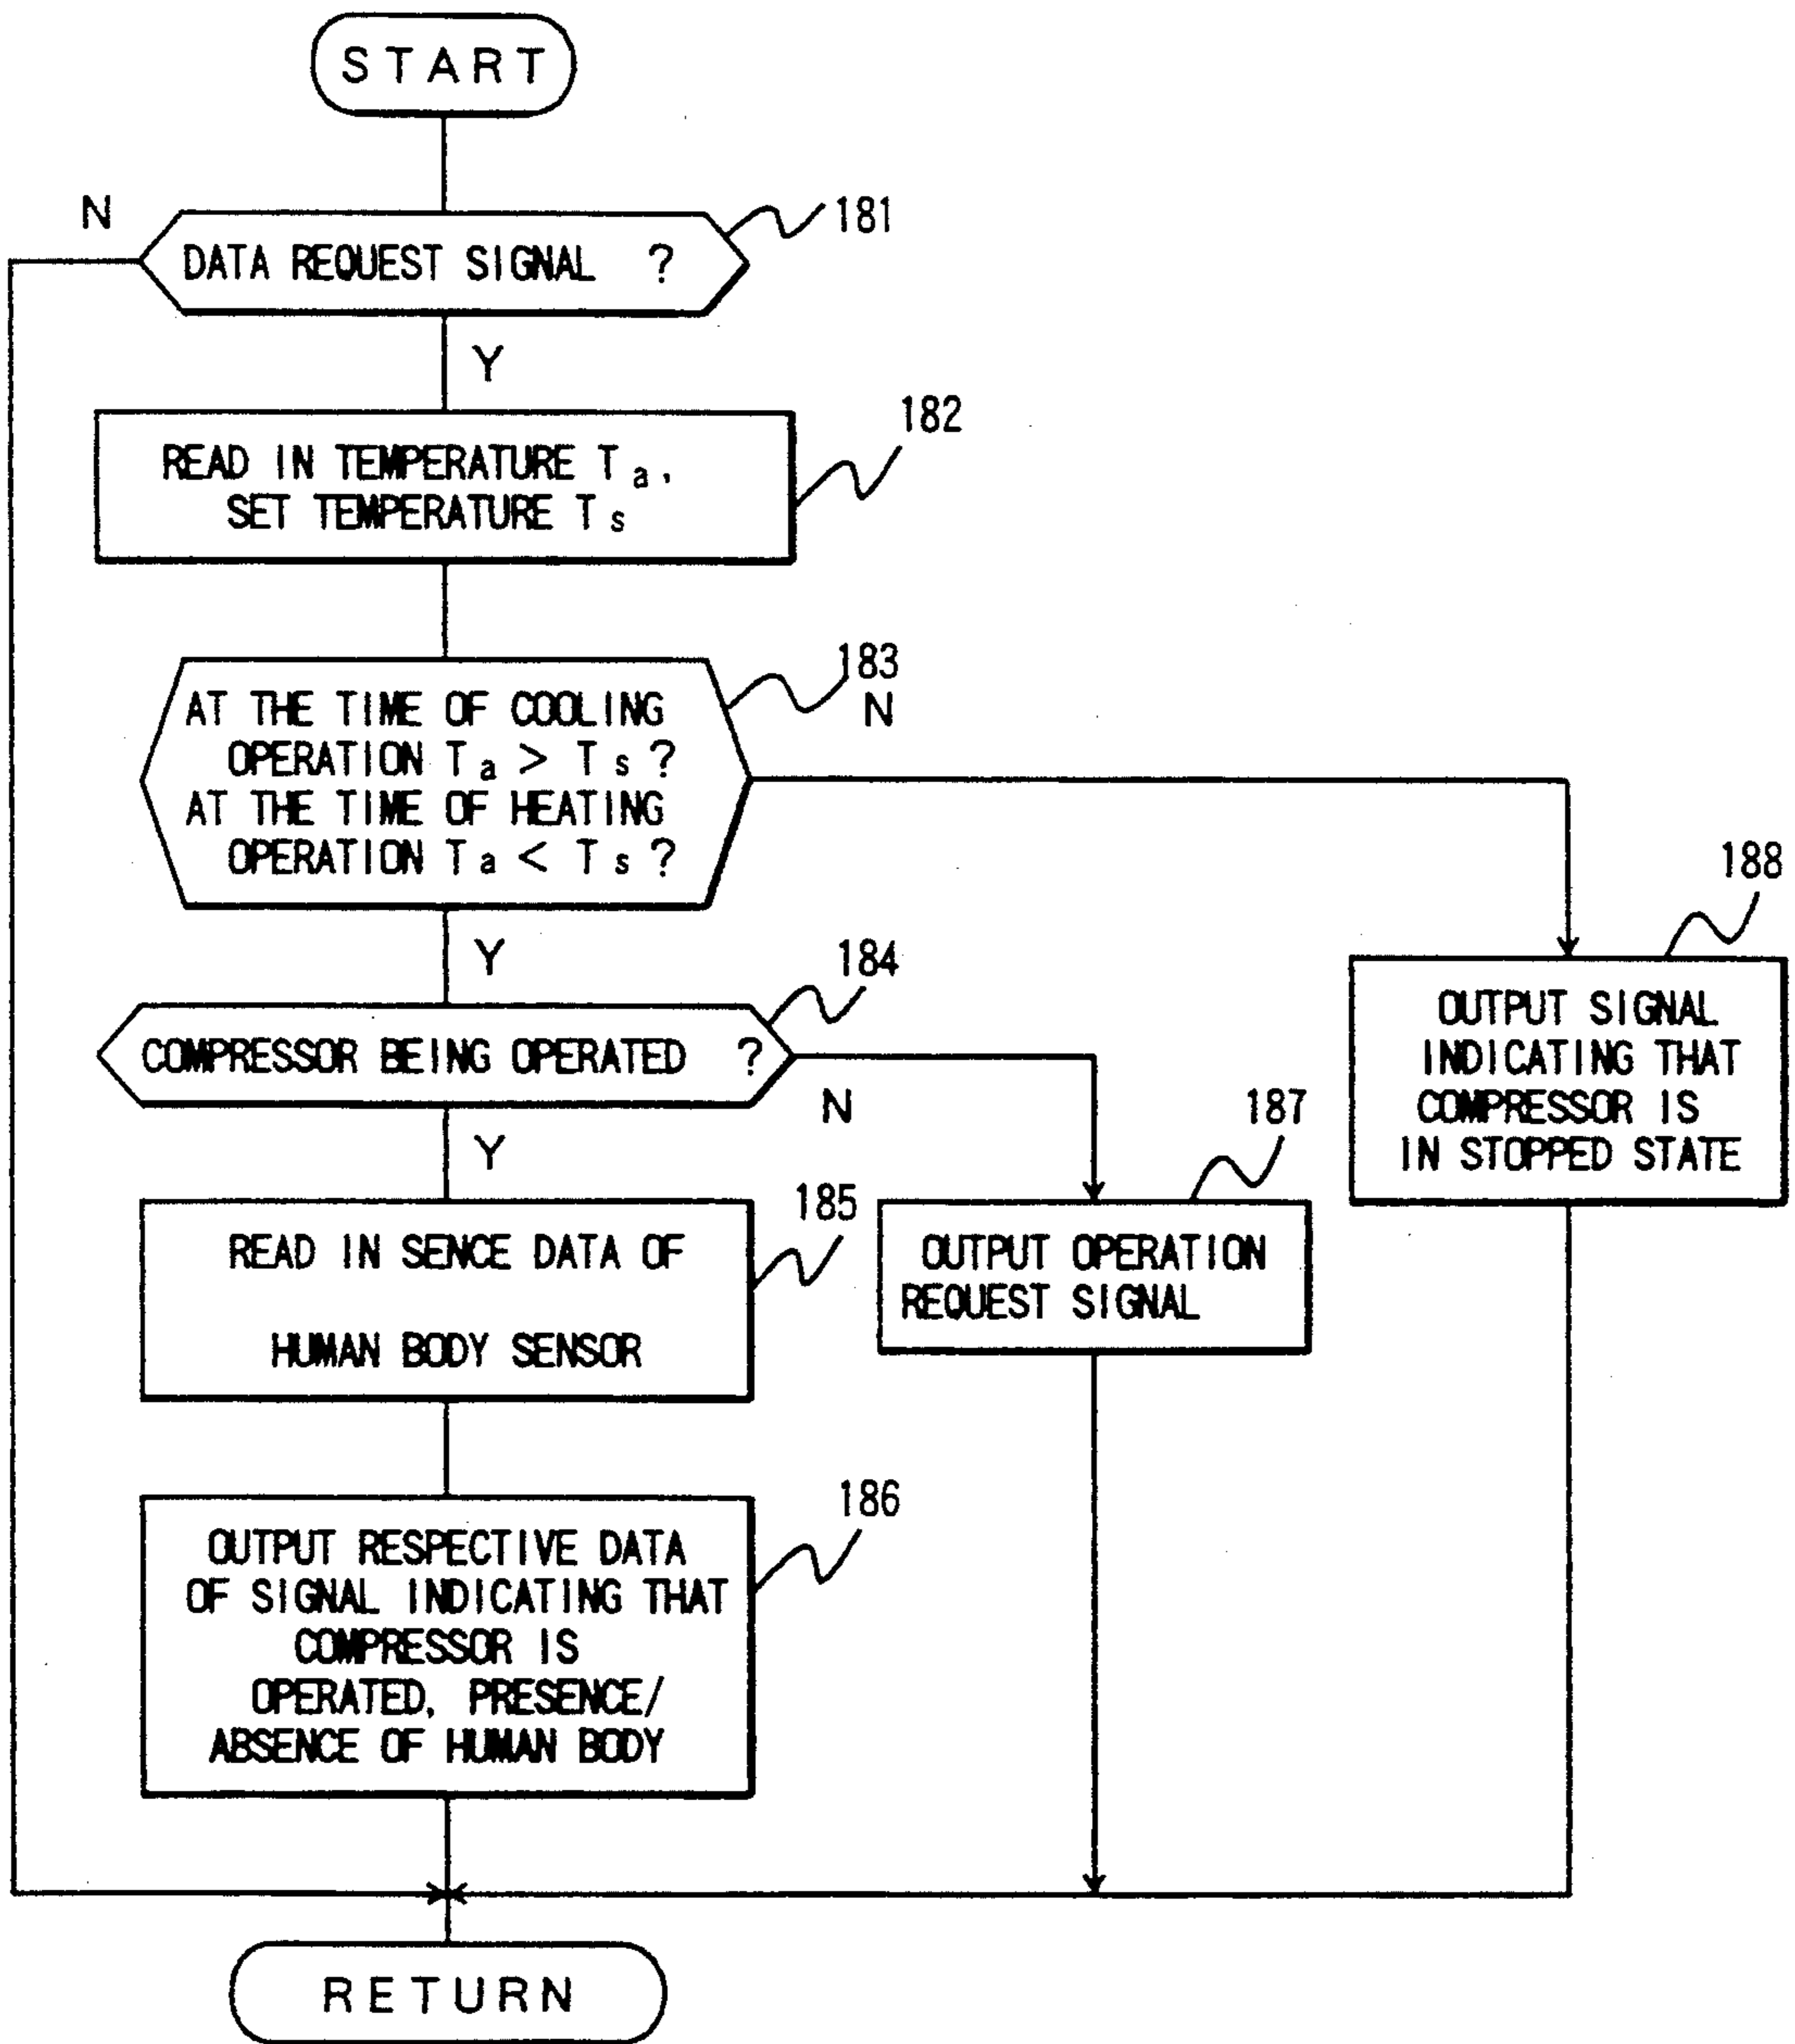 START
N
181
DATA REQUEST SIGNAL ?
Y
182
READ IN TEMPERATURE Ta,
SET TEMPERATURE Ts
183
N
AT THE TIME OF COOLING
OPERATION Ta > Ts ?
AT THE TIME OF HEATING
OPERATION Ta < Ts ?
Y
184
COMPRESSOR BEING OPERATED ?
N
Y
188
OUTPUT SIGNAL
INDICATING THAT
COMPRESSOR IS
IN STOPPED STATE
187
OUTPUT OPERATION
REQUEST SIGNAL
185
READ IN SENCE DATA OF
HUMAN BODY SENSOR
186
OUTPUT RESPECTIVE DATA
OF SIGNAL INDICATING THAT
COMPRESSOR IS
OPERATED, PRESENCE/
ABSENCE OF HUMAN BODY
RETURN